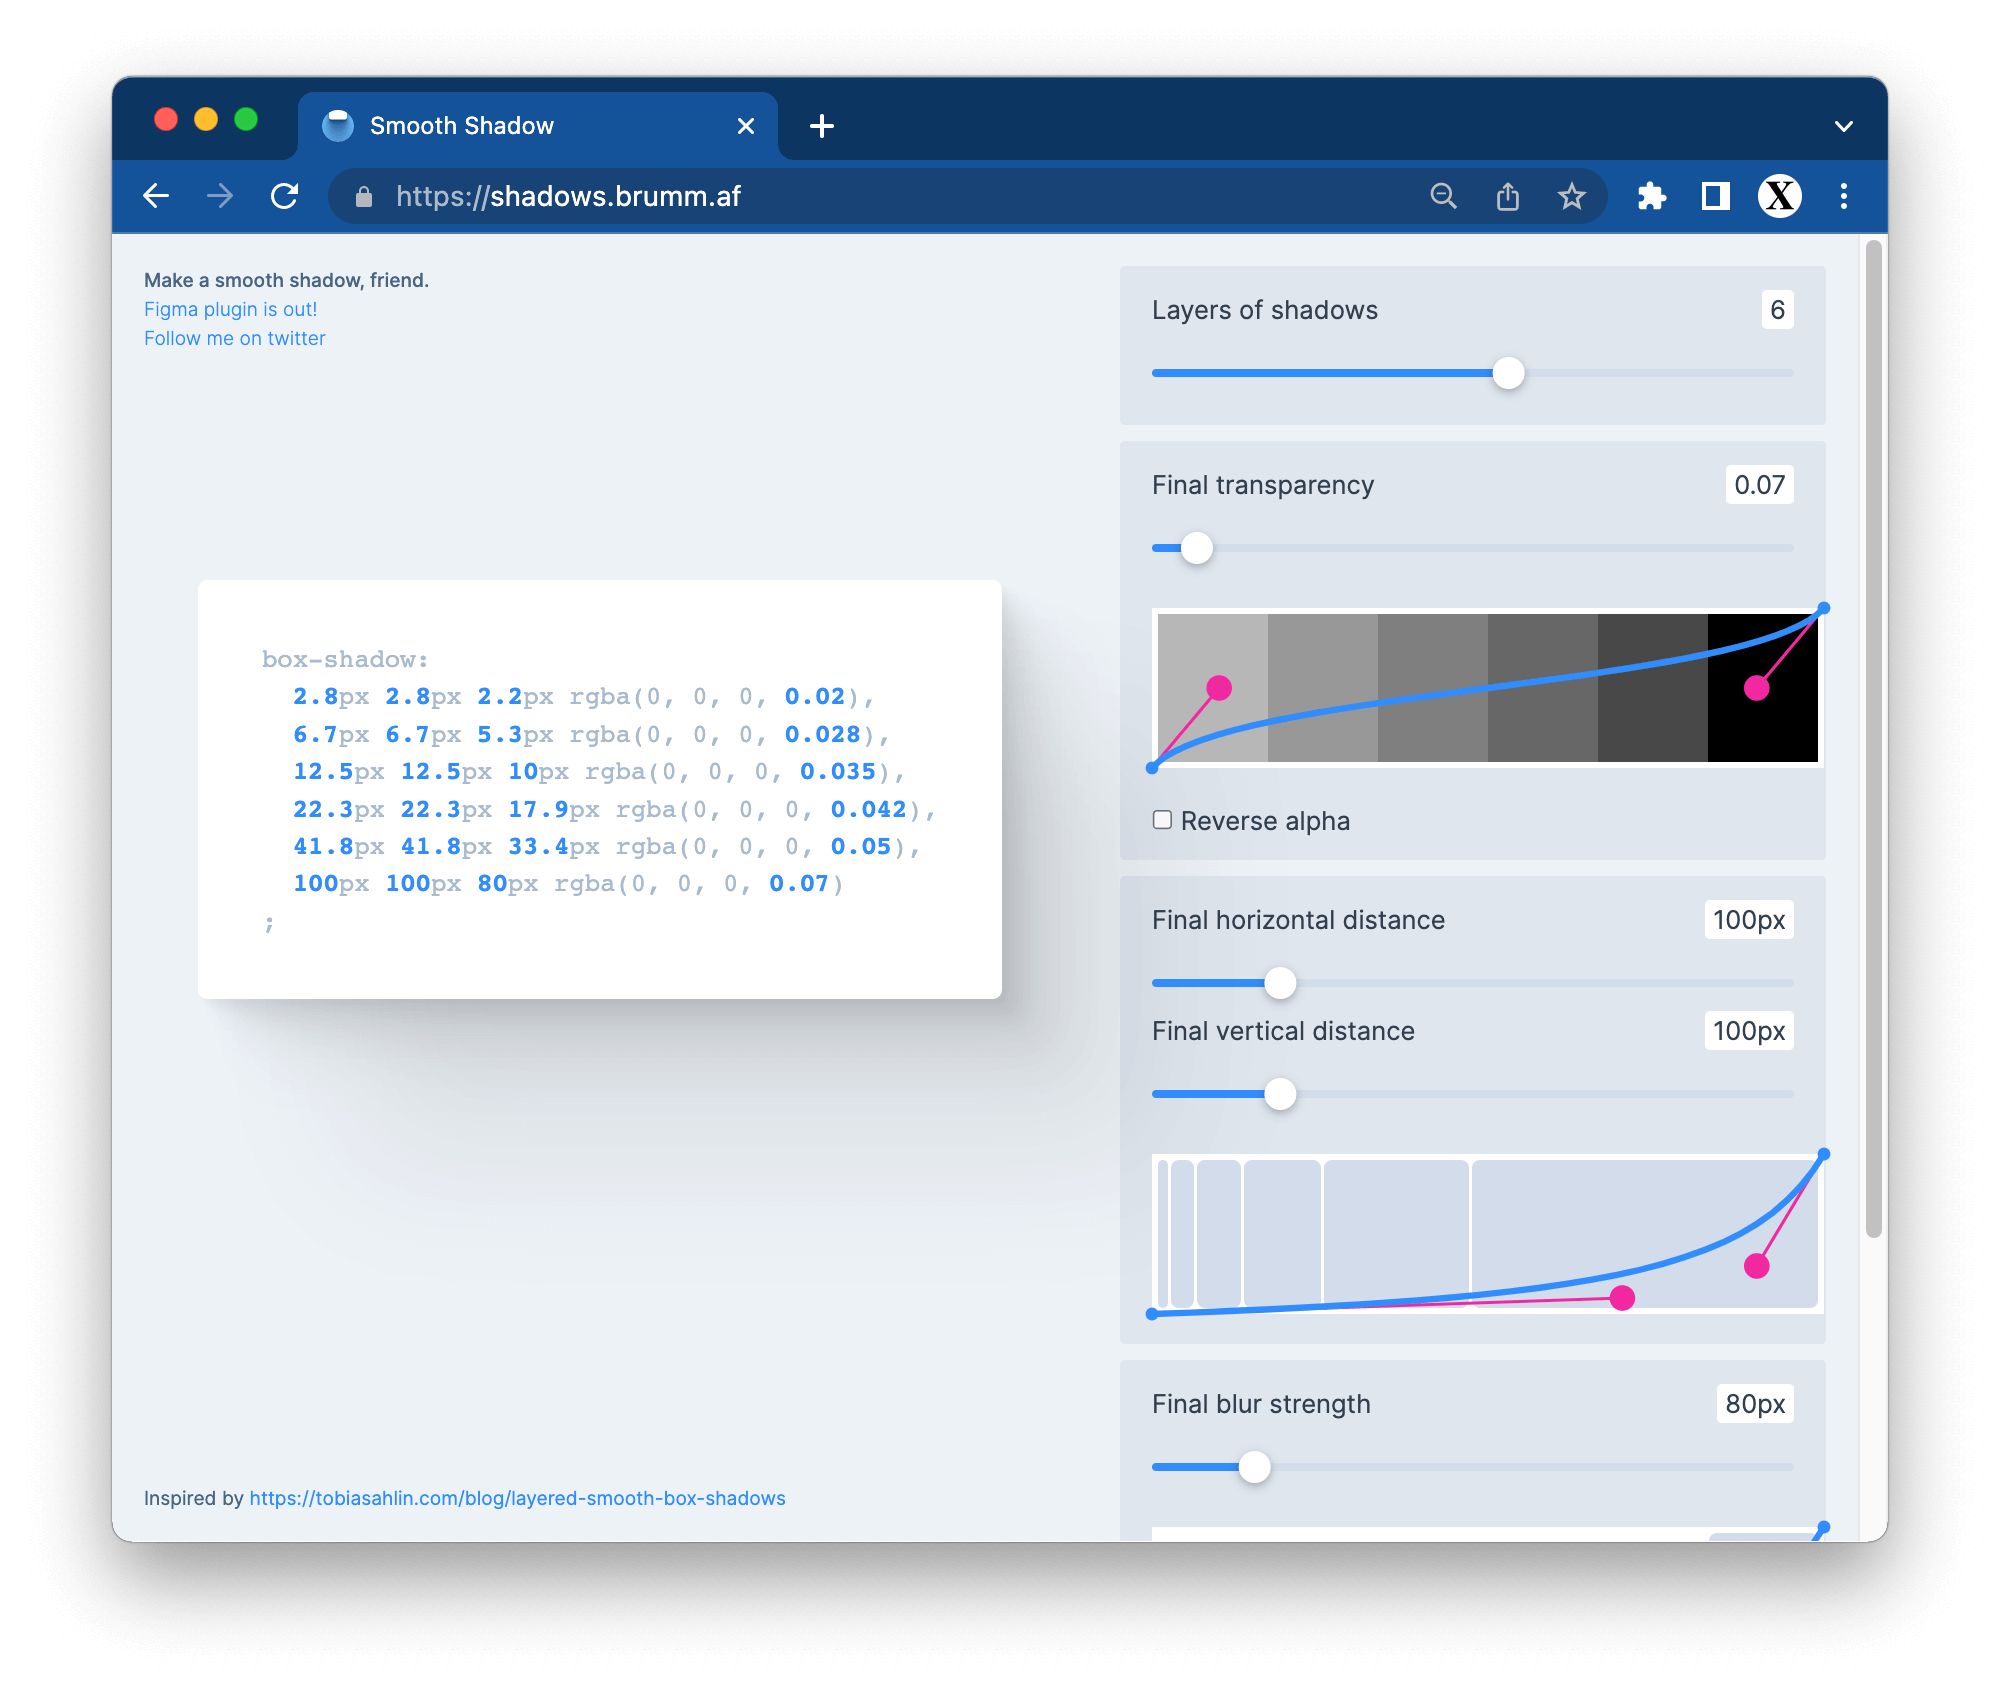 Smooth Shadow
https://shadows.brumm.af
X
Make a smooth shadow, friend.
Figma plugin is out!
Follow me on twitter
box-shadow:
2.8px 2.8px 2.2px rgba(0, 0, 0, 0.02),
6.7px 6.7px 5.3px rgba(0, 0, 0, 0.028),
12.5px 12.5px 10px rgba(0, 0, 0, 0.035),
22.3px 22.3px 17.9px rgba(0, 0, 0, 0.042),
41.8px 41.8px 33.4px rgba(0, 0, 0, 0.05),
100px 100px 80px rgba(0, 0, 0, 0.07)
;
Inspired by https://tobiasahlin.com/blog/layered-smooth-box-shadows
Layers of shadows 6
Final transparency 0.07
Reverse alpha
Final horizontal distance 100px
Final vertical distance 100px
Final blur strength 80px